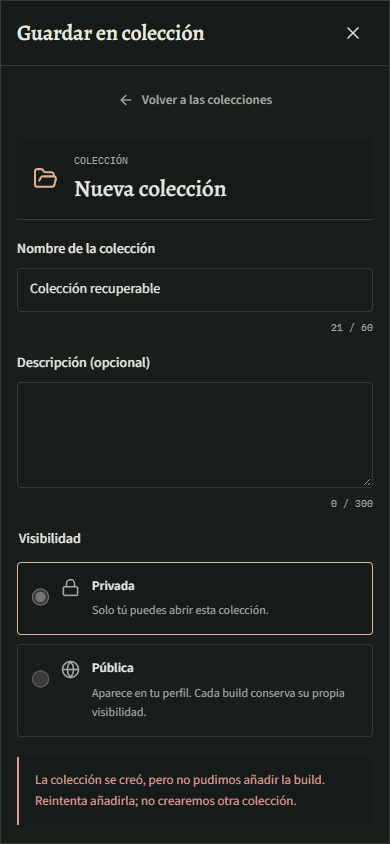 Guardar en colección
Volver a las colecciones
COLECCIÓN
Nueva colección
Nombre de la colección
Colección recuperable
21 / 60
Descripción (opcional)
0 / 300
Visibilidad
Privada
Solo tú puedes abrir esta colección.
Pública
Aparece en tu perfil. Cada build conserva su propia
visibilidad.
La colección se creó, pero no pudimos añadir la build.
Reintenta añadirla; no crearemos otra colección.